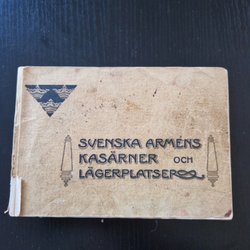 SVENSKA ARMÉNS
KASÄRNER OCH
LÄGERPLATSER